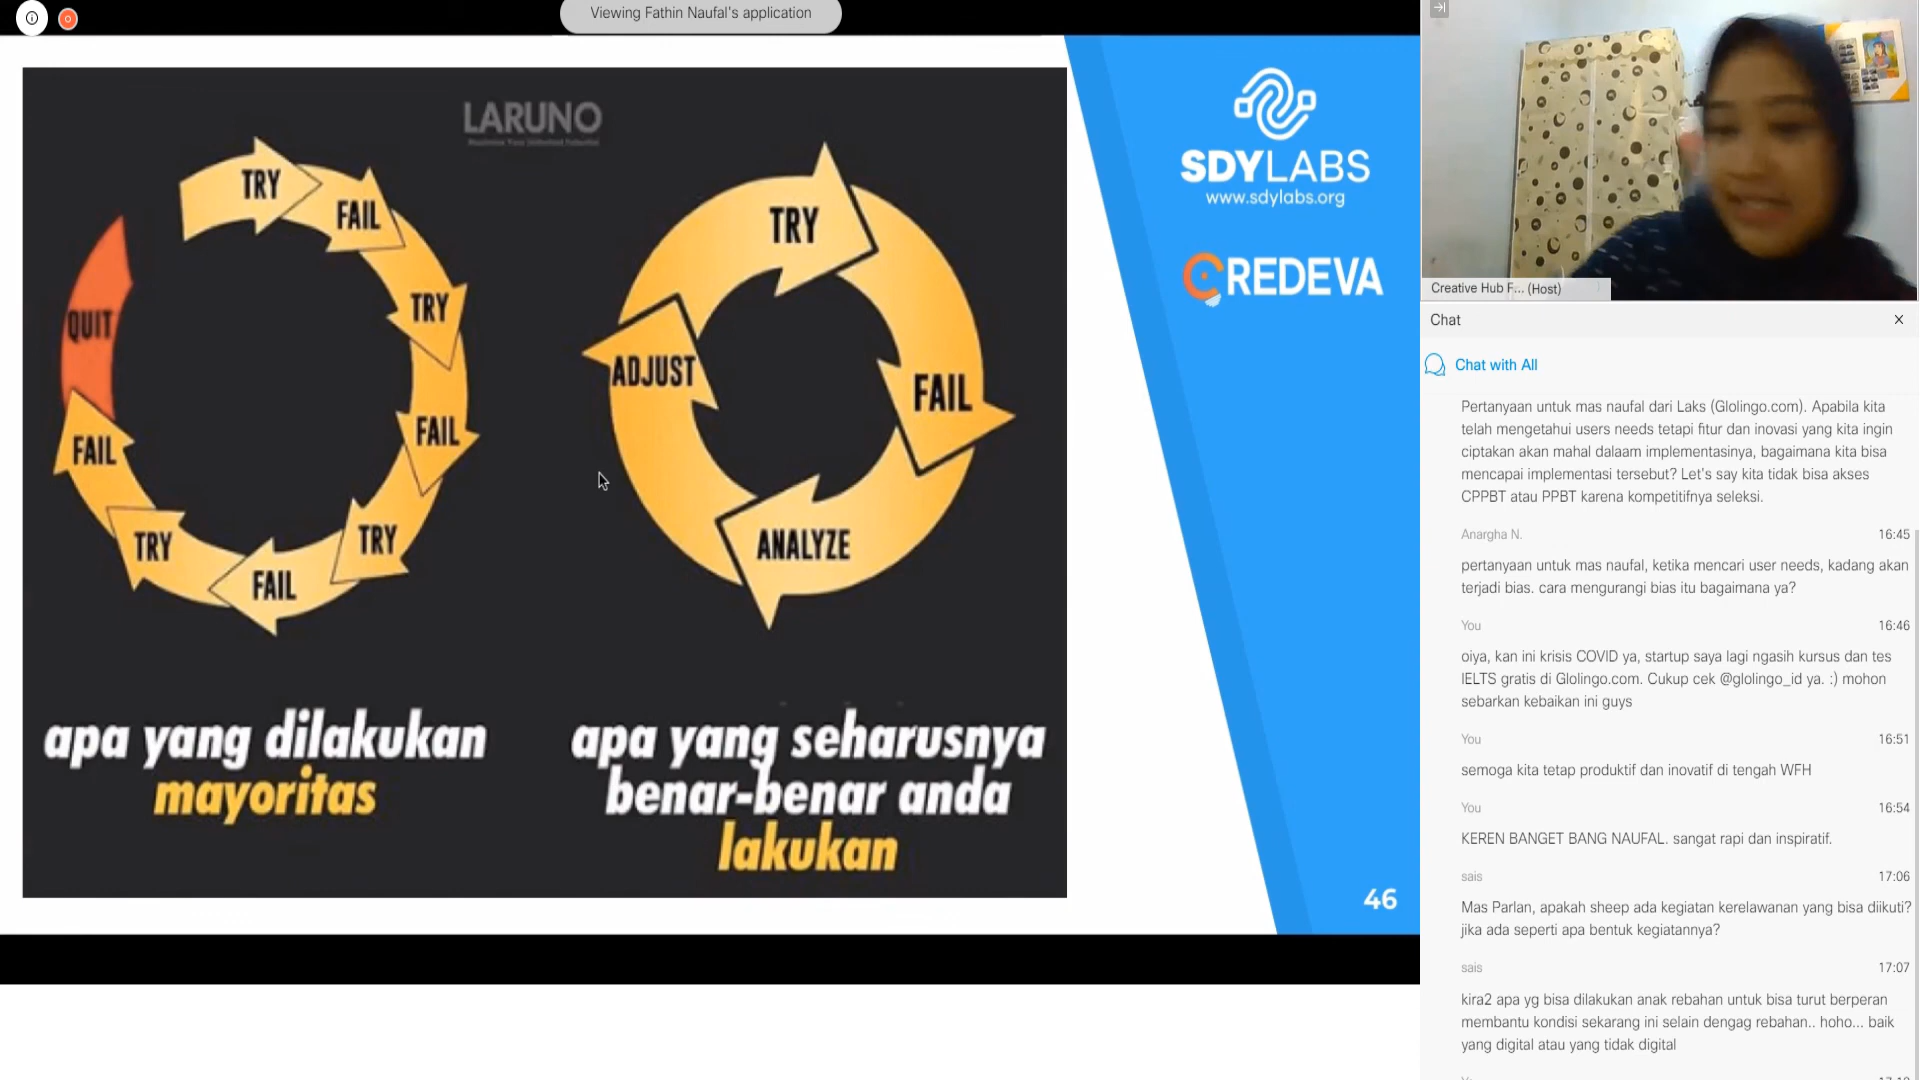 Viewing Fathin Naufal's application
LARUNO
TRY
FAIL
TRY
FAIL
TRY
FAIL
TRY
FAIL
QUIT
TRY
FAIL
ANALYZE
ADJUST
apa yang dilakukan
mayoritas
apa yang seharusnya
benar-benar anda
lakukan
SDYLABS
www.sdylabs.org
CREDEVA
46
Creative Hub F... (Host)
Chat
Chat with All
Pertanyaan untuk mas naufal dari Laks (Glolingo.com). Apabila kita
telah mengetahui users needs tetapi fitur dan inovasi yang kita ingin
ciptakan akan mahal dalaam implementasinya, bagaimana kita bisa
mencapai implementasi tersebut? Let's say kita tidak bisa akses
CPPBT atau PPBT karena kompetitifnya seleksi.
Anargha N. 16:45
pertanyaan untuk mas naufal, ketika mencari user needs, kadang akan
terjadi bias. cara mengurangi bias itu bagaimana ya?
You 16:46
oiya, kan ini krisis COVID ya, startup saya lagi ngasih kursus dan tes
IELTS gratis di Glolingo.com. Cukup cek @glolingo_id ya. :) mohon
sebarkan kebaikan ini guys
You 16:51
semoga kita tetap produktif dan inovatif di tengah WFH
You 16:54
KEREN BANGET BANG NAUFAL. sangat rapi dan inspiratif.
sais 17:06
Mas Parlan, apakah sheep ada kegiatan kerelawanan yang bisa diikuti?
jika ada seperti apa bentuk kegiatannya?
sais 17:07
kira2 apa yg bisa dilakukan anak rebahan untuk bisa turut berperan
membantu kondisi sekarang ini selain dengag rebahan.. hoho... baik
yang digital atau yang tidak digital